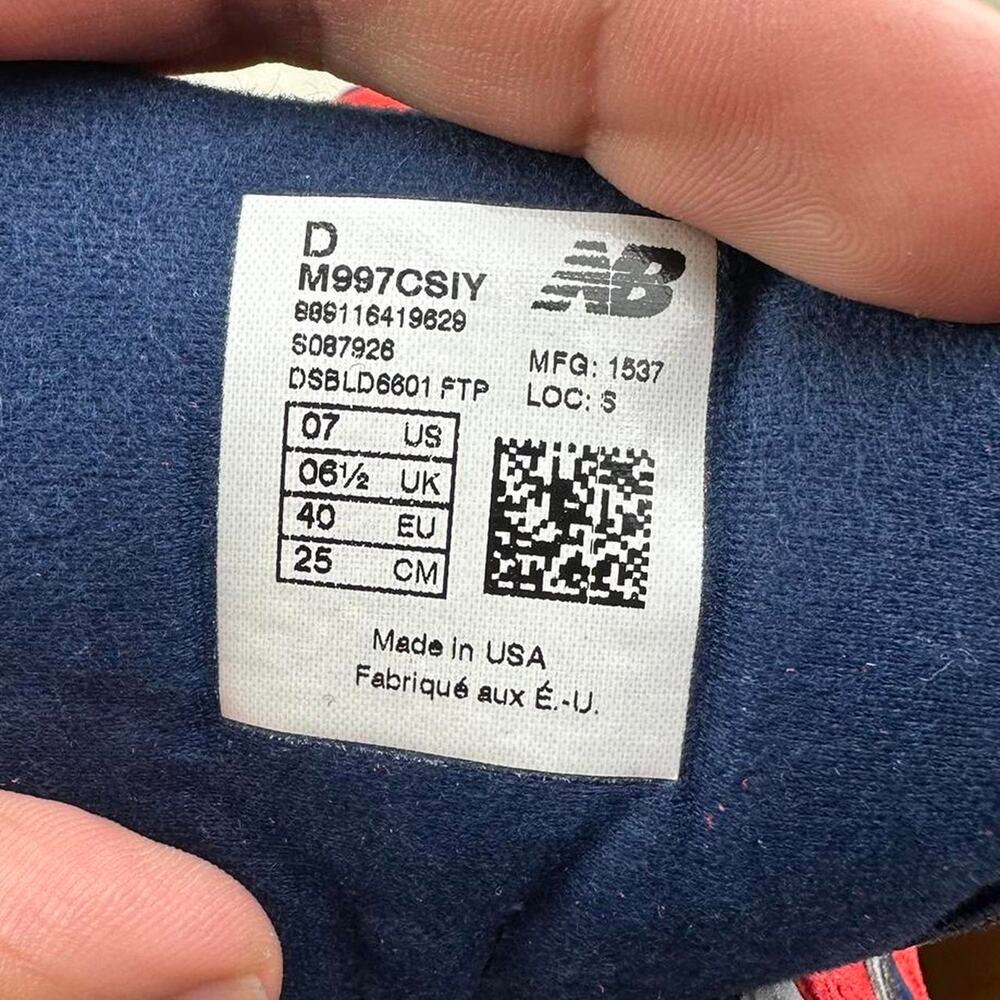 D
M997CSIY
NB
889116419629
S087926
DSBLD6601 FTP
MFG: 1537
LOC: S
07 US
06½ UK
40 EU
25 CM
Made in USA
Fabriqué aux É.-U.